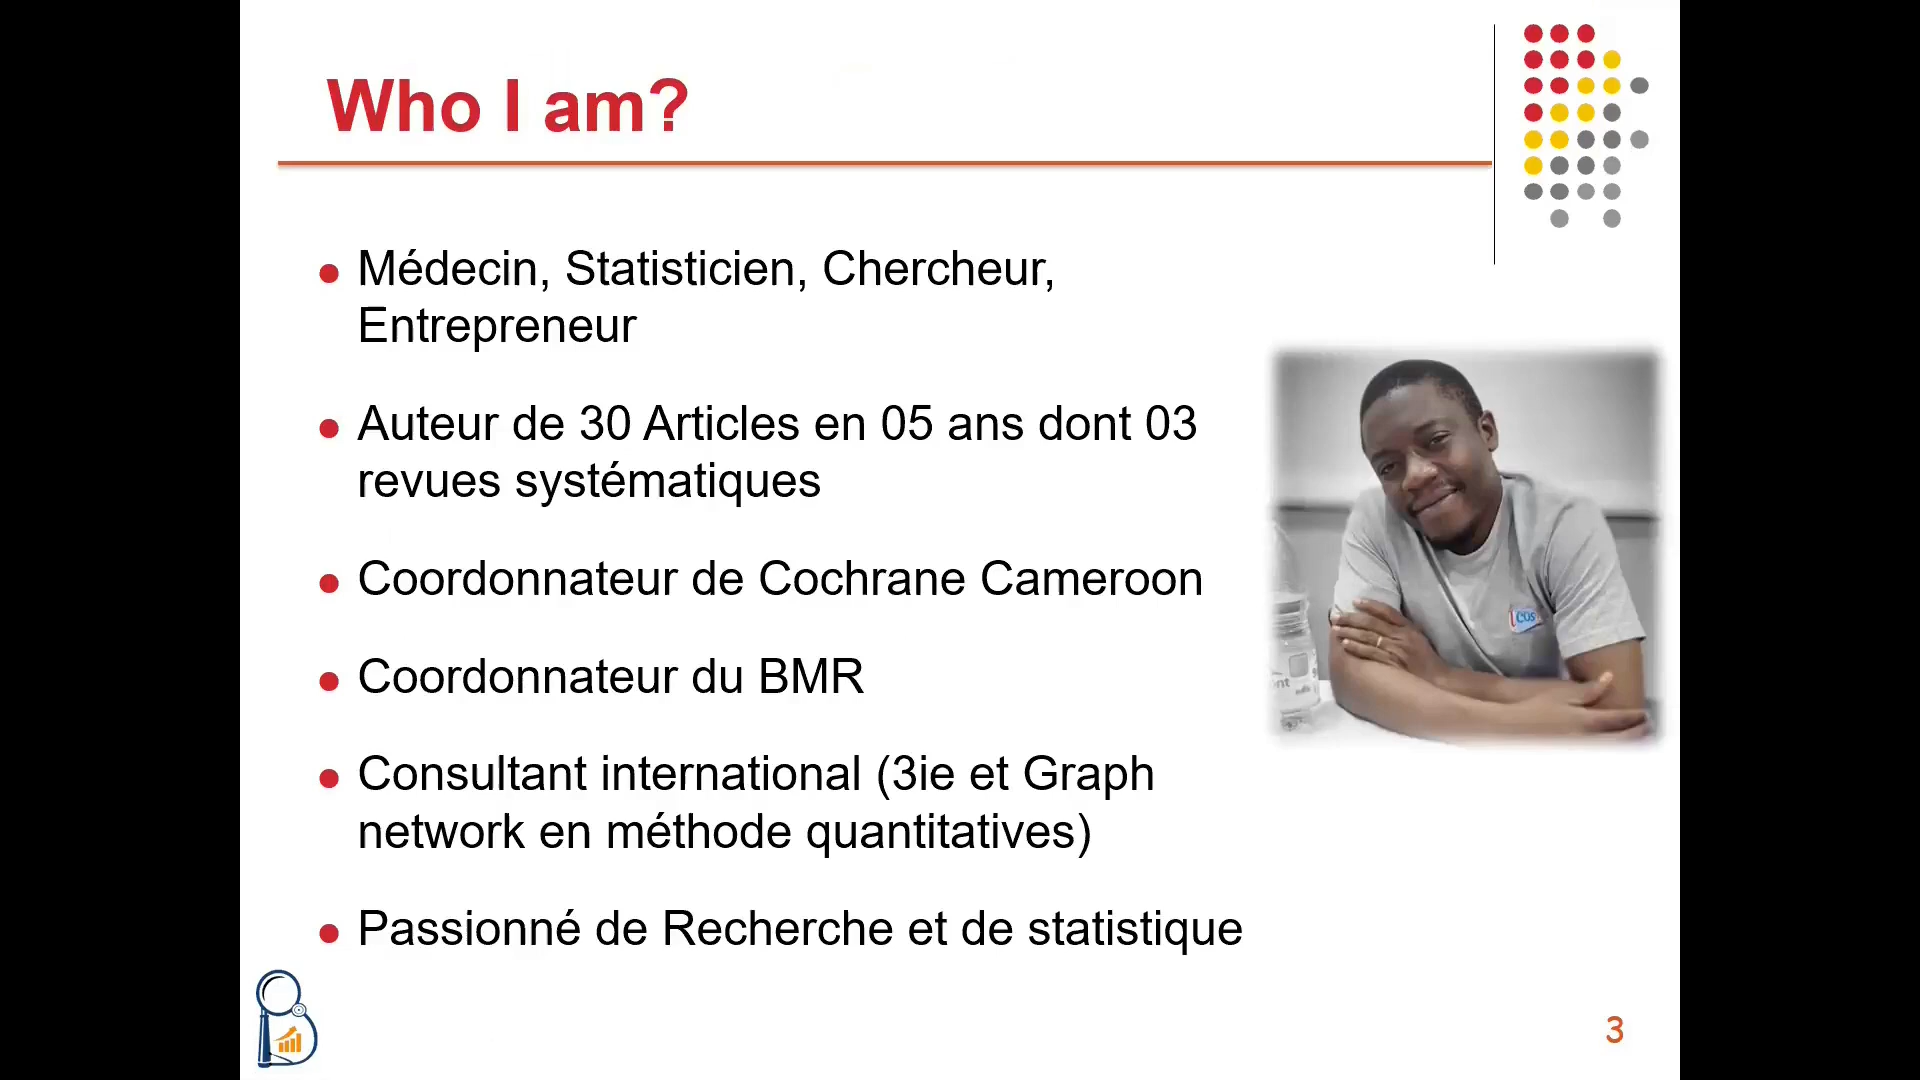 Who I am?
Médecin, Statisticien, Chercheur,
Entrepreneur
Auteur de 30 Articles en 05 ans dont 03
revues systématiques
Coordonnateur de Cochrane Cameroon
Coordonnateur du BMR
Consultant international (3ie et Graph
network en méthode quantitatives)
Passionné de Recherche et de statistique
3